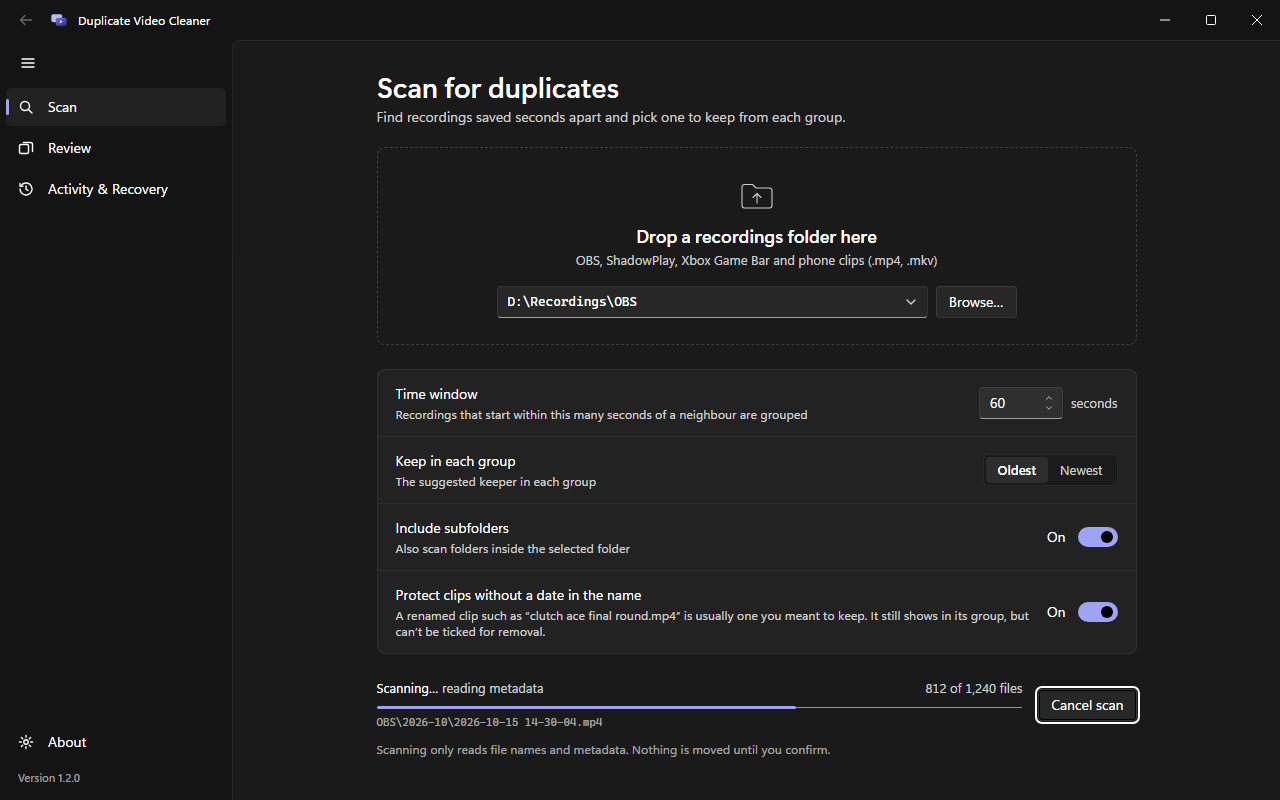 Duplicate Video Cleaner
Scan
Review
Activity & Recovery
About
Version 1.2.0
Scan for duplicates
Find recordings saved seconds apart and pick one to keep from each group.
Drop a recordings folder here
OBS, ShadowPlay, Xbox Game Bar and phone clips (.mp4, .mkv)
D:\Recordings\OBS
Browse...
Time window
Recordings that start within this many seconds of a neighbour are grouped
60
seconds
Keep in each group
The suggested keeper in each group
Oldest
Newest
Include subfolders
Also scan folders inside the selected folder
On
Protect clips without a date in the name
A renamed clip such as “clutch ace final round.mp4” is usually one you meant to keep. It still shows in its group, but
can’t be ticked for removal.
On
Scanning... reading metadata
812 of 1,240 files
OBS\2026-10\2026-10-15 14-30-04.mp4
Cancel scan
Scanning only reads file names and metadata. Nothing is moved until you confirm.